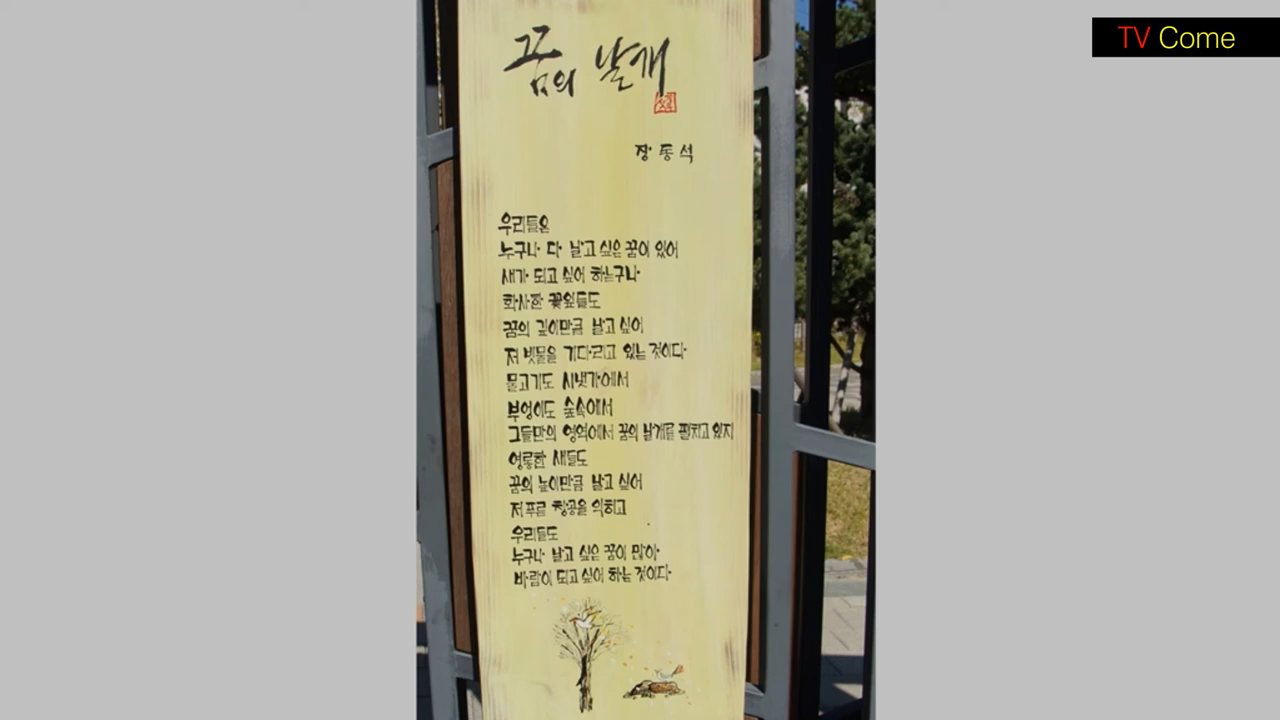 TV Come
꿈의 날개
장동석
우리들은
누구나 다 날고 싶은 꿈이 있어
새가 되고 싶어 하는구나
화사한 꽃잎들도
꿈의 깊이만큼 날고 싶어
저 빗물을 기다리고 있는 것이다
물고기도 시냇가에서
부엉이도 숲속에서
그들만의 영역에서 꿈의 날개를 펼치고 있지
영롱한 새들도
꿈의 높이만큼 날고 싶어
저 푸른 창공을 익히고
우리들도
누구나 날고 싶은 꿈이 많아
바람이 되고 싶어 하는 것이다